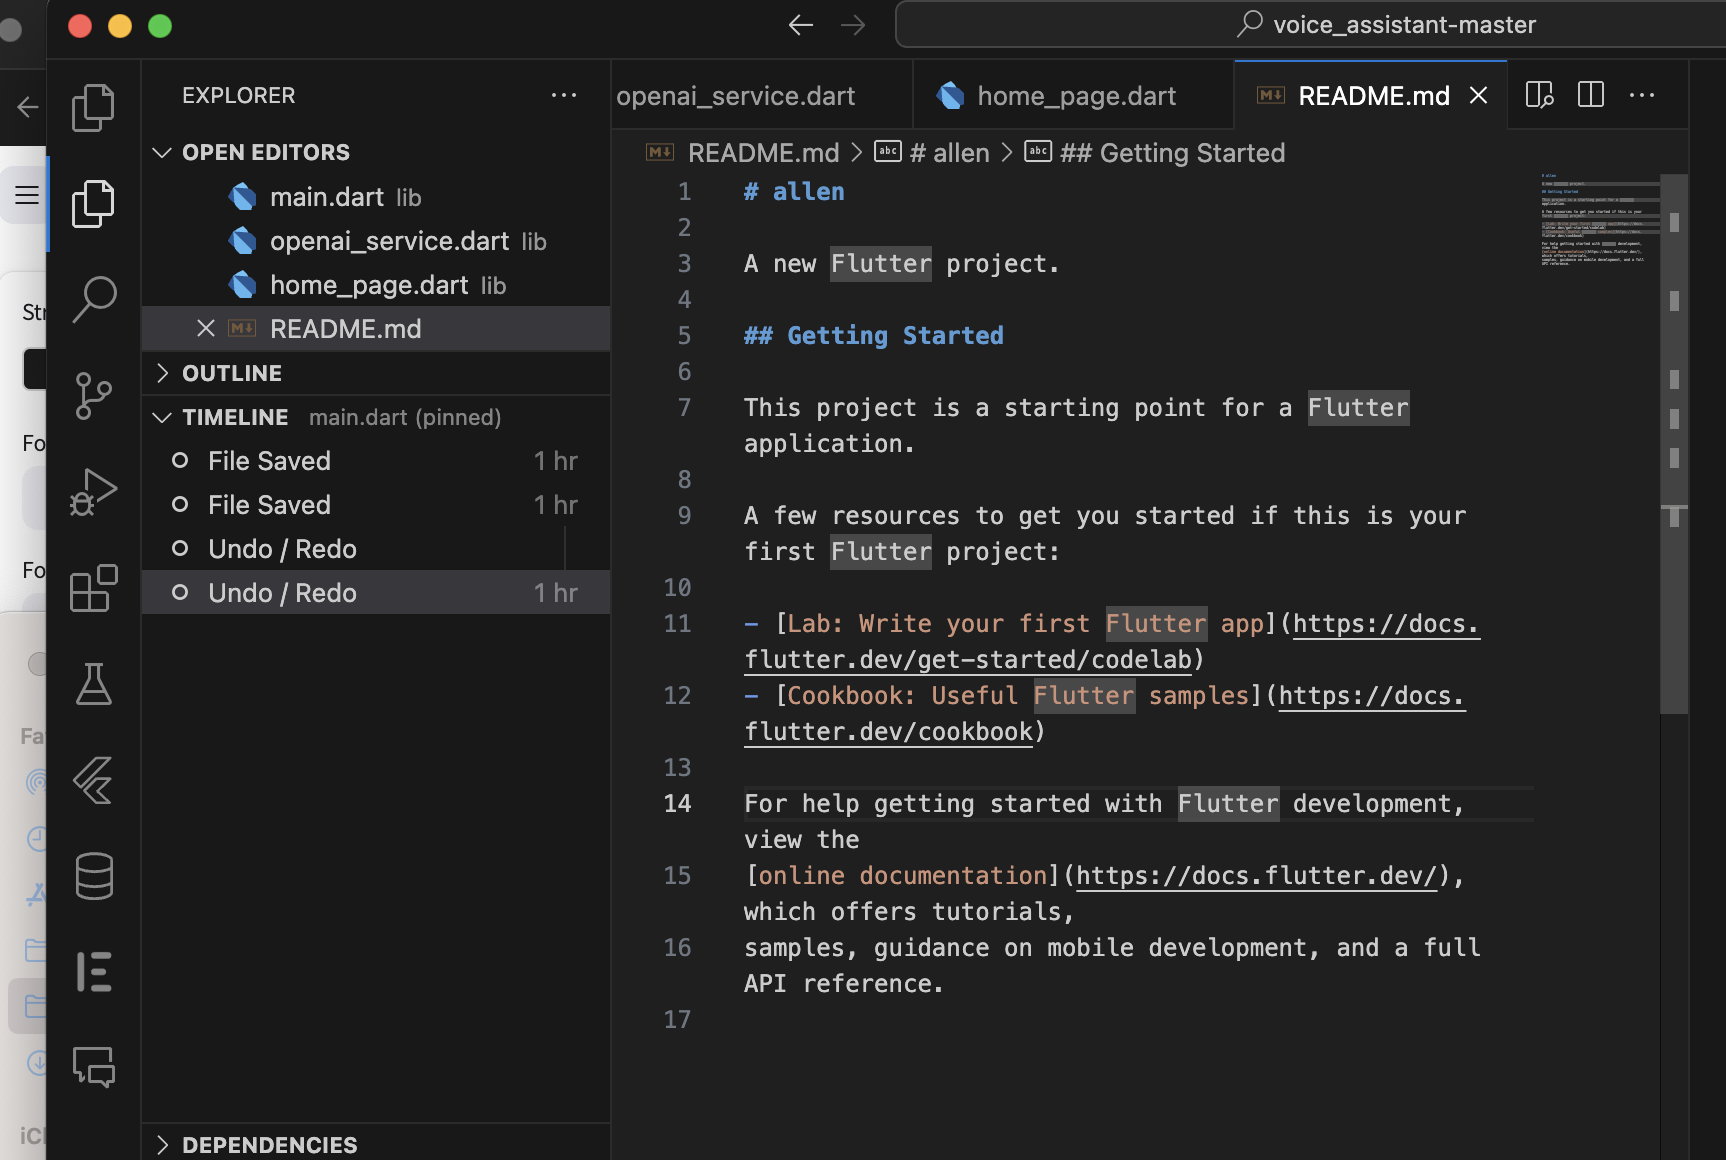 voice_assistant-master
EXPLORER
OPEN EDITORS
main.dart lib
openai_service.dart lib
home_page.dart lib
README.md
OUTLINE
TIMELINE main.dart (pinned)
File Saved 1 hr
File Saved 1 hr
Undo / Redo
Undo / Redo 1 hr
DEPENDENCIES
openai_service.dart
home_page.dart
README.md
README.md > # allen > ## Getting Started
1 # allen
2
3 A new Flutter project.
4
5 ## Getting Started
6
7 This project is a starting point for a Flutter
application.
8
9 A few resources to get you started if this is your
first Flutter project:
10
11 - [Lab: Write your first Flutter app](https://docs.
flutter.dev/get-started/codelab)
12 - [Cookbook: Useful Flutter samples](https://docs.
flutter.dev/cookbook)
13
14 For help getting started with Flutter development,
view the
15 [online documentation](https://docs.flutter.dev/),
which offers tutorials,
16 samples, guidance on mobile development, and a full
API reference.
17